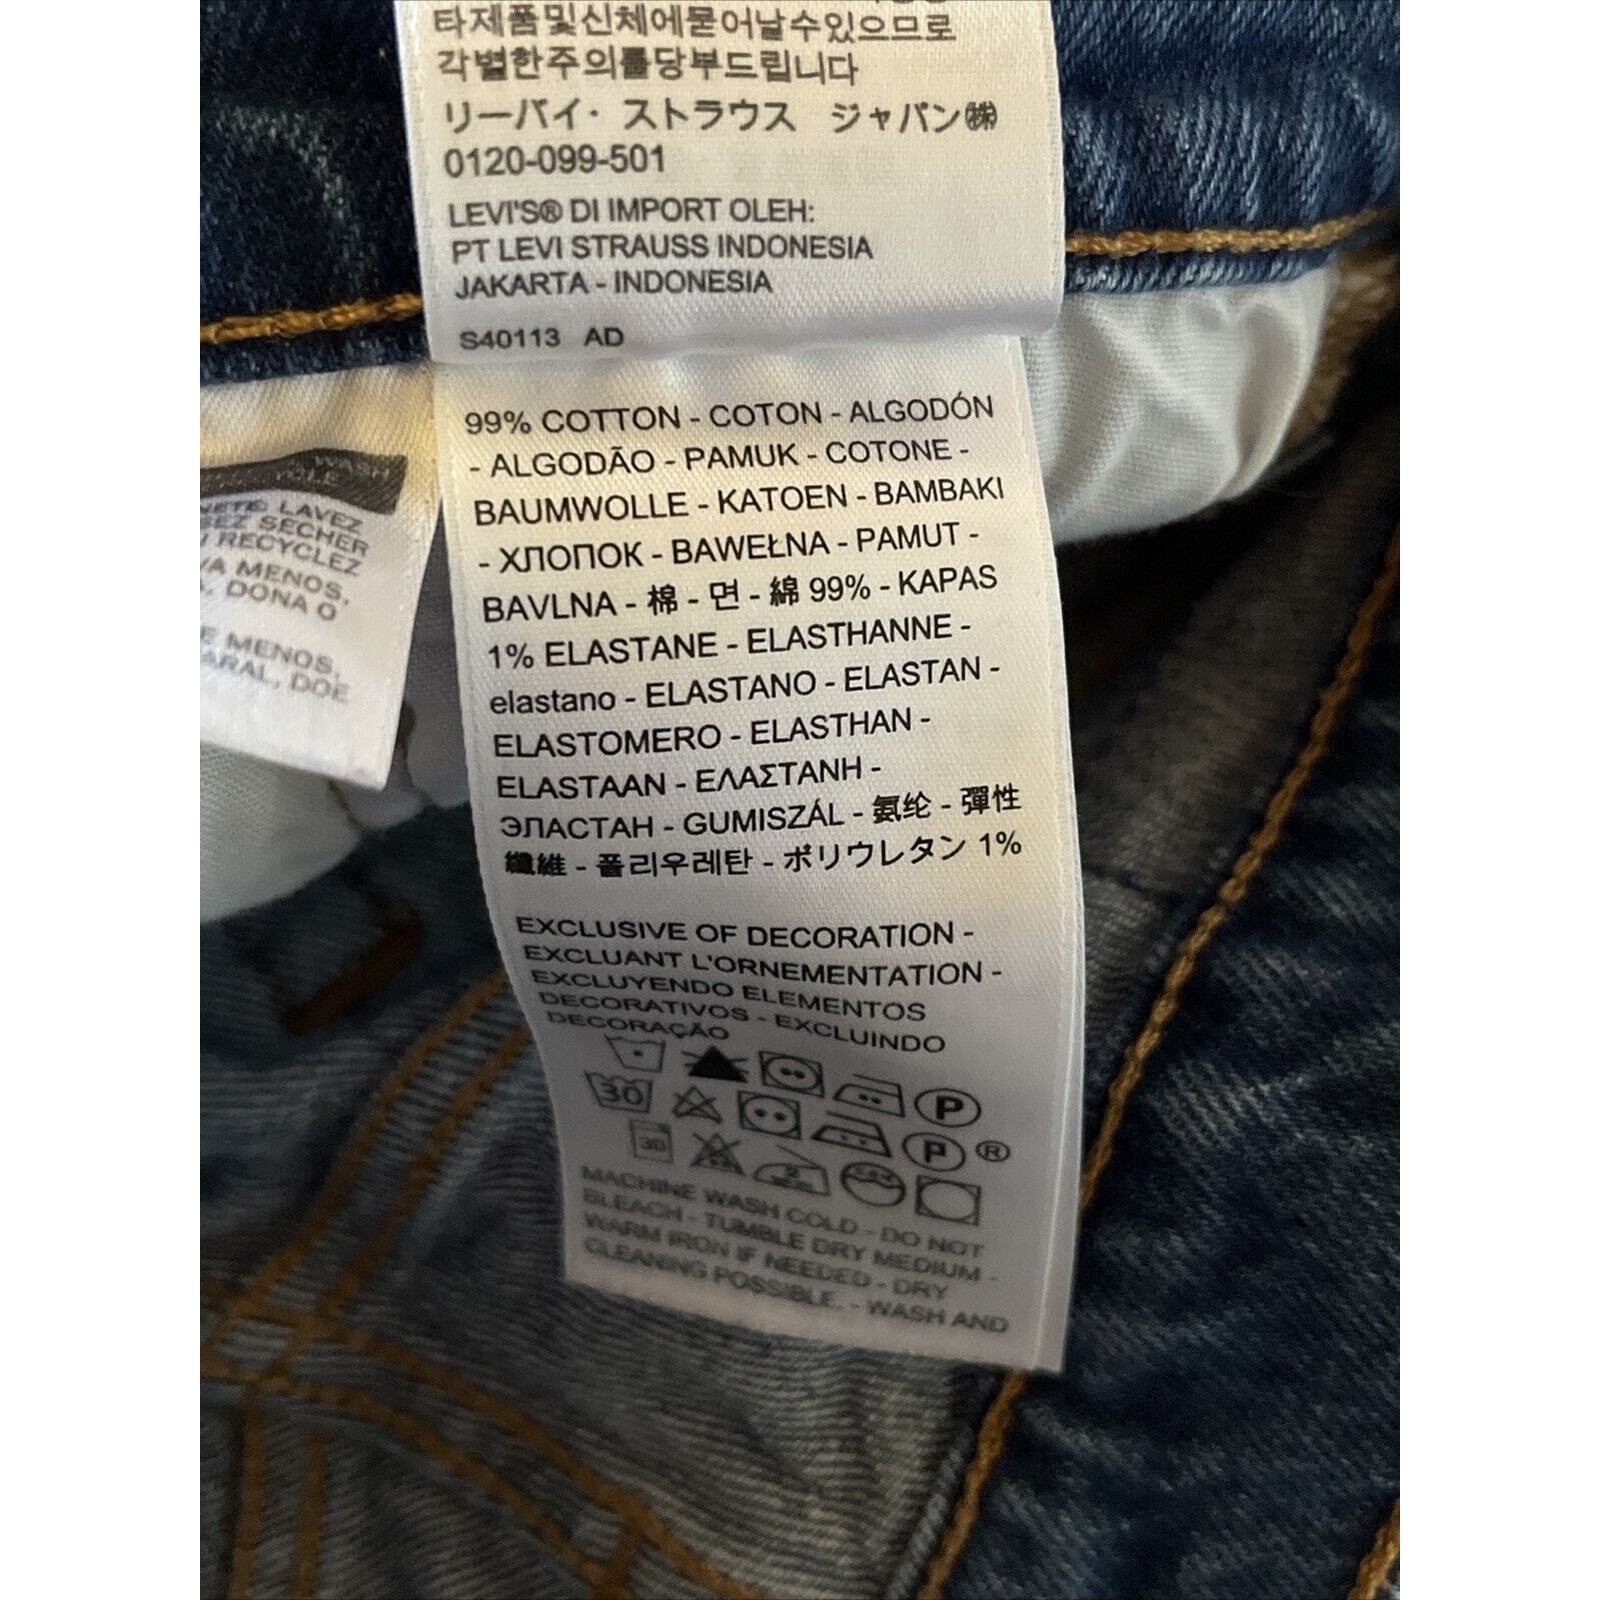 타제품및신체에묻어날수있으므로
각별한주의를당부드립니다
リーバイ・ストラウス ジャパン㈱
0120-099-501
LEVI'S® DI IMPORT OLEH:
PT LEVI STRAUSS INDONESIA
JAKARTA - INDONESIA
S40113 AD
99% COTTON - COTON - ALGODÓN
- ALGODÃO - PAMUK - COTONE -
BAUMWOLLE - KATOEN - BAMBAKI
- ХЛОПОК - BAWEŁNA - PAMUT -
BAVLNA - 棉 - 면 - 綿 99% - KAPAS
1% ELASTANE - ELASTHANNE -
elastano - ELASTANO - ELASTAN -
ELASTOMERO - ELASTHAN -
ELASTAAN - ΕΛΑΣΤΑΝΗ -
ЭЛАСТАН - GUMISZÁL - 氨纶 - 彈性
纖維 - 폴리우레탄 - ポリウレタン 1%
EXCLUSIVE OF DECORATION -
EXCLUANT L'ORNEMENTATION -
EXCLUYENDO ELEMENTOS
DECORATIVOS - EXCLUINDO
DECORAÇÃO
P
30 P ®
30 2
MACHINE WASH COLD - DO NOT
BLEACH - TUMBLE DRY MEDIUM -
WARM IRON IF NEEDED - DRY
CLEANING POSSIBLE. - WASH AND
WASH
LAVEZ
SECHER
RECYCLEZ
MENOS,
DONA O
MENOS,
DOE